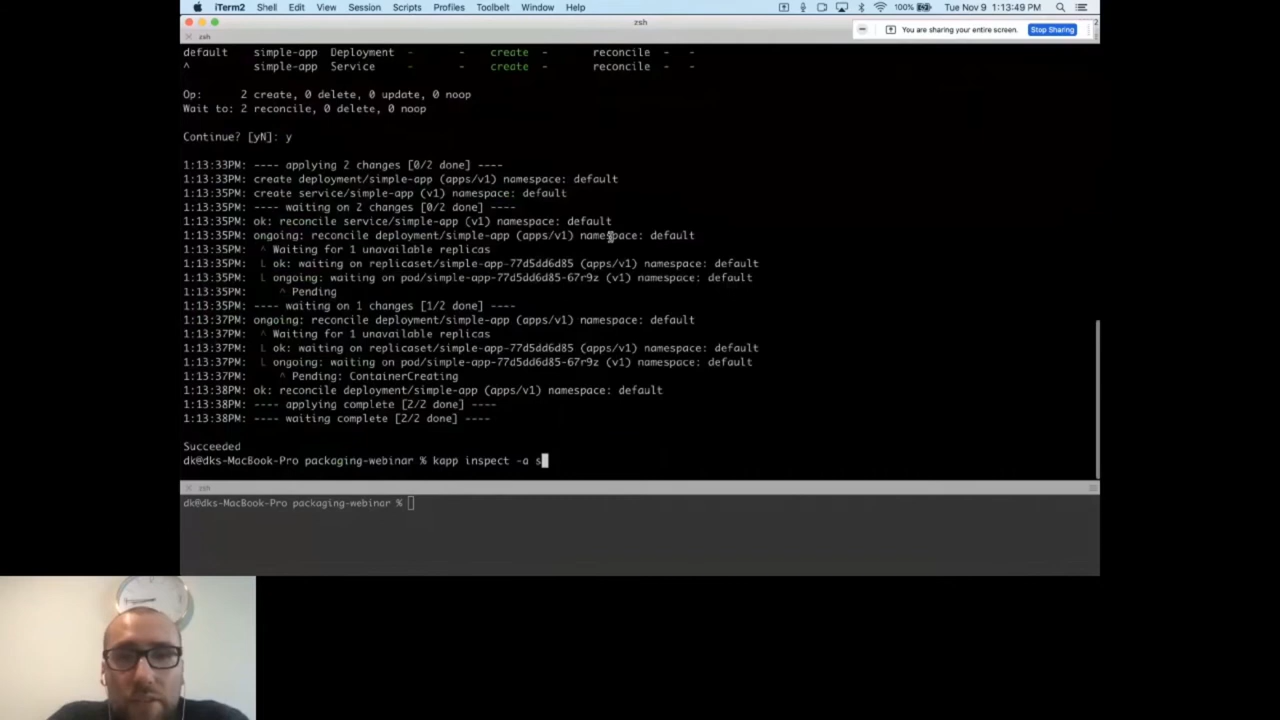 iTerm2 Shell Edit View Session Scripts Profiles Toolbelt Window Help 100% Tue Nov 9 1:13:49 PM
zsh
You are sharing your entire screen. Stop Sharing
zsh
default simple-app Deployment - - create - reconcile - -
^ simple-app Service - - create - reconcile - -
Op: 2 create, 0 delete, 0 update, 0 noop
Wait to: 2 reconcile, 0 delete, 0 noop
Continue? [yN]: y
1:13:33PM: ---- applying 2 changes [0/2 done] ----
1:13:33PM: create deployment/simple-app (apps/v1) namespace: default
1:13:35PM: create service/simple-app (v1) namespace: default
1:13:35PM: ---- waiting on 2 changes [0/2 done] ----
1:13:35PM: ok: reconcile service/simple-app (v1) namespace: default
1:13:35PM: ongoing: reconcile deployment/simple-app (apps/v1) namespace: default
1:13:35PM: ^ Waiting for 1 unavailable replicas
1:13:35PM: L ok: waiting on replicaset/simple-app-77d5dd6d85 (apps/v1) namespace: default
1:13:35PM: L ongoing: waiting on pod/simple-app-77d5dd6d85-67r9z (v1) namespace: default
1:13:35PM: ^ Pending
1:13:35PM: ---- waiting on 1 changes [1/2 done] ----
1:13:37PM: ongoing: reconcile deployment/simple-app (apps/v1) namespace: default
1:13:37PM: ^ Waiting for 1 unavailable replicas
1:13:37PM: L ok: waiting on replicaset/simple-app-77d5dd6d85 (apps/v1) namespace: default
1:13:37PM: L ongoing: waiting on pod/simple-app-77d5dd6d85-67r9z (v1) namespace: default
1:13:37PM: ^ Pending: ContainerCreating
1:13:38PM: ok: reconcile deployment/simple-app (apps/v1) namespace: default
1:13:38PM: ---- applying complete [2/2 done] ----
1:13:38PM: ---- waiting complete [2/2 done] ----
Succeeded
dk@dks-MacBook-Pro packaging-webinar % kapp inspect -a s
zsh
dk@dks-MacBook-Pro packaging-webinar %